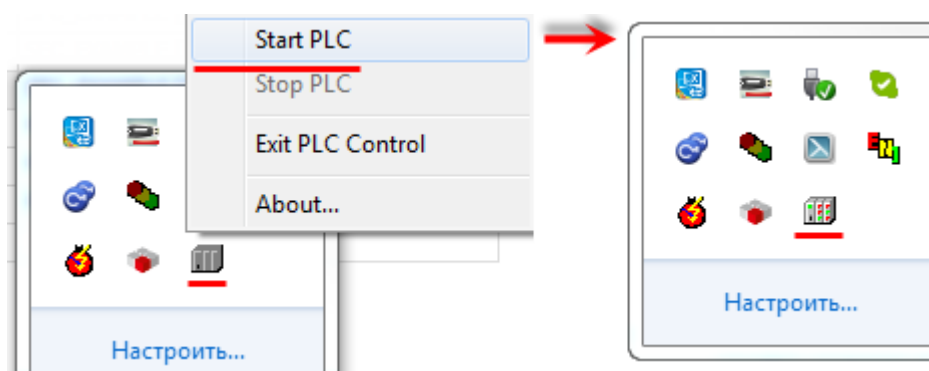 Start PLC
Stop PLC
Exit PLC Control
About...
Настроить...
Настроить...